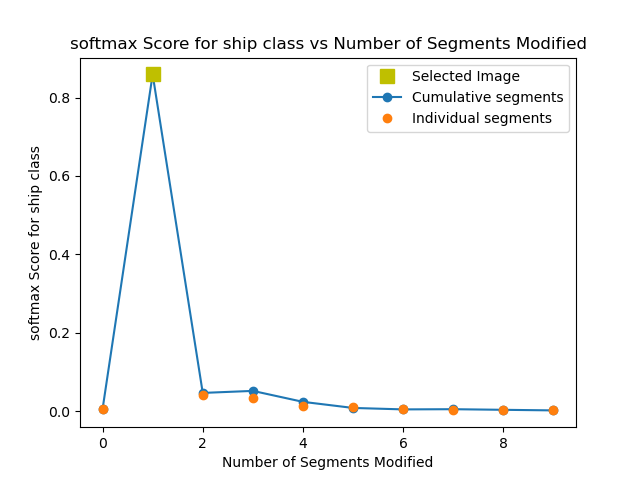 softmax Score for ship class vs Number of Segments Modified
Selected Image
Cumulative segments
Individual segments
softmax Score for ship class
0.8
0.6
0.4
0.2
0.0
0 2 4 6 8
Number of Segments Modified